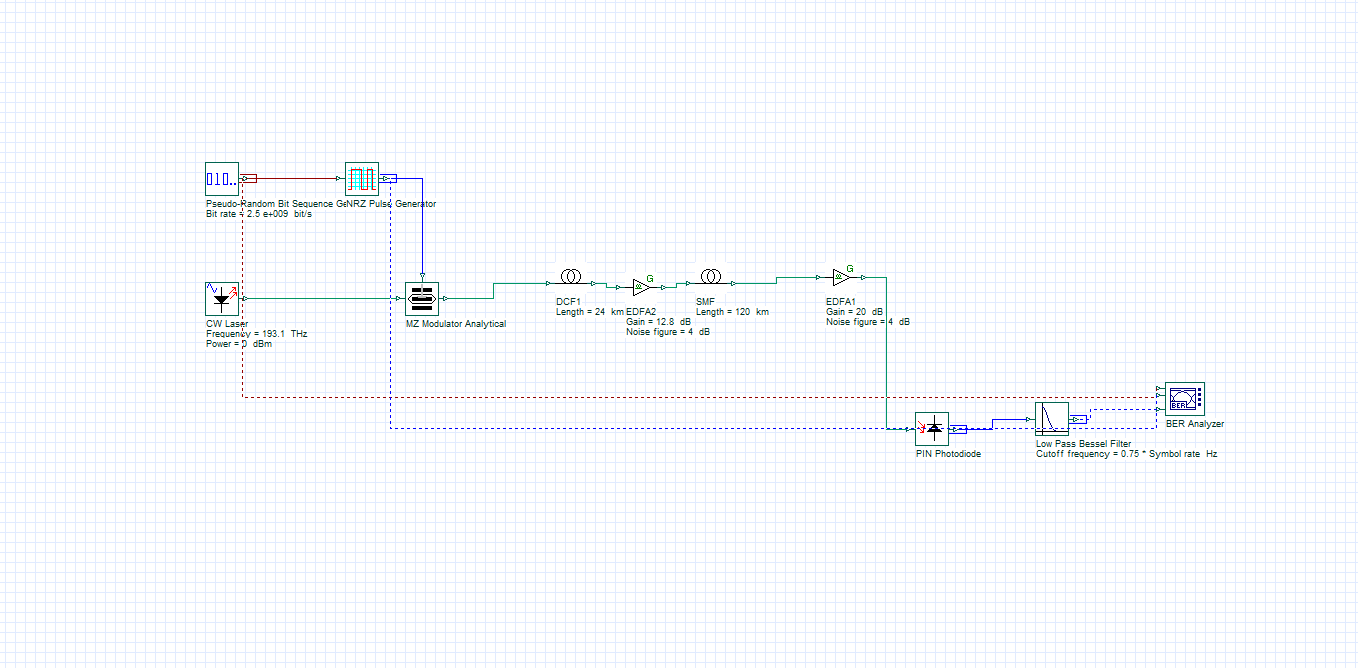 010..
Pseudo-Random Bit Sequence Ge
Bit rate = 2.5 e+009 bit/s
NRZ Pulse Generator
CW Laser
Frequency = 193.1 THz
Power = 0 dBm
MZ Modulator Analytical
DCF1
Length = 24 km
G
EDFA2
Gain = 12.8 dB
Noise figure = 4 dB
SMF
Length = 120 km
G
EDFA1
Gain = 20 dB
Noise figure = 4 dB
PIN Photodiode
Low Pass Bessel Filter
Cutoff frequency = 0.75 * Symbol rate Hz
BER
BER Analyzer